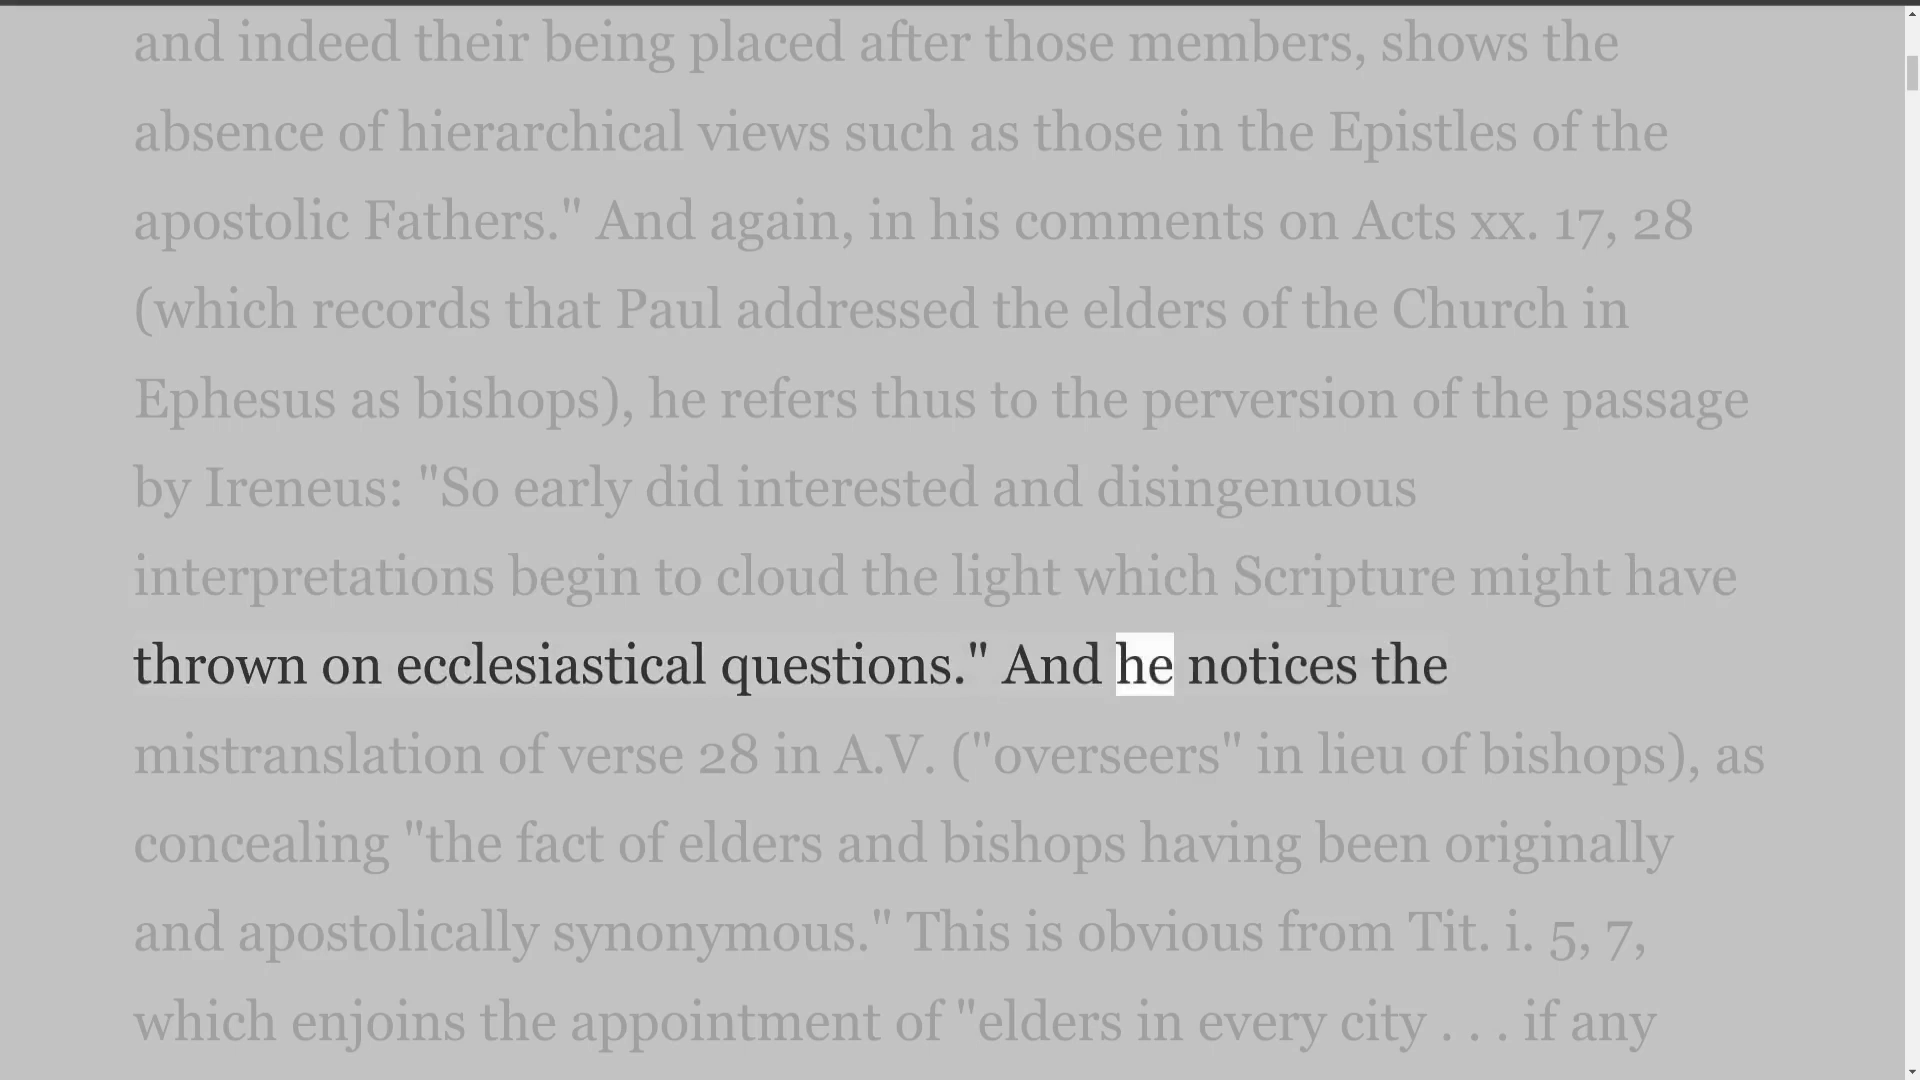 and indeed their being placed after those members, shows the
absence of hierarchical views such as those in the Epistles of the
apostolic Fathers." And again, in his comments on Acts xx. 17, 28
(which records that Paul addressed the elders of the Church in
Ephesus as bishops), he refers thus to the perversion of the passage
by Ireneus: "So early did interested and disingenuous
interpretations begin to cloud the light which Scripture might have
thrown on ecclesiastical questions." And he notices the
mistranslation of verse 28 in A.V. ("overseers" in lieu of bishops), as
concealing "the fact of elders and bishops having been originally
and apostolically synonymous." This is obvious from Tit. i. 5, 7,
which enjoins the appointment of "elders in every city . . . if any